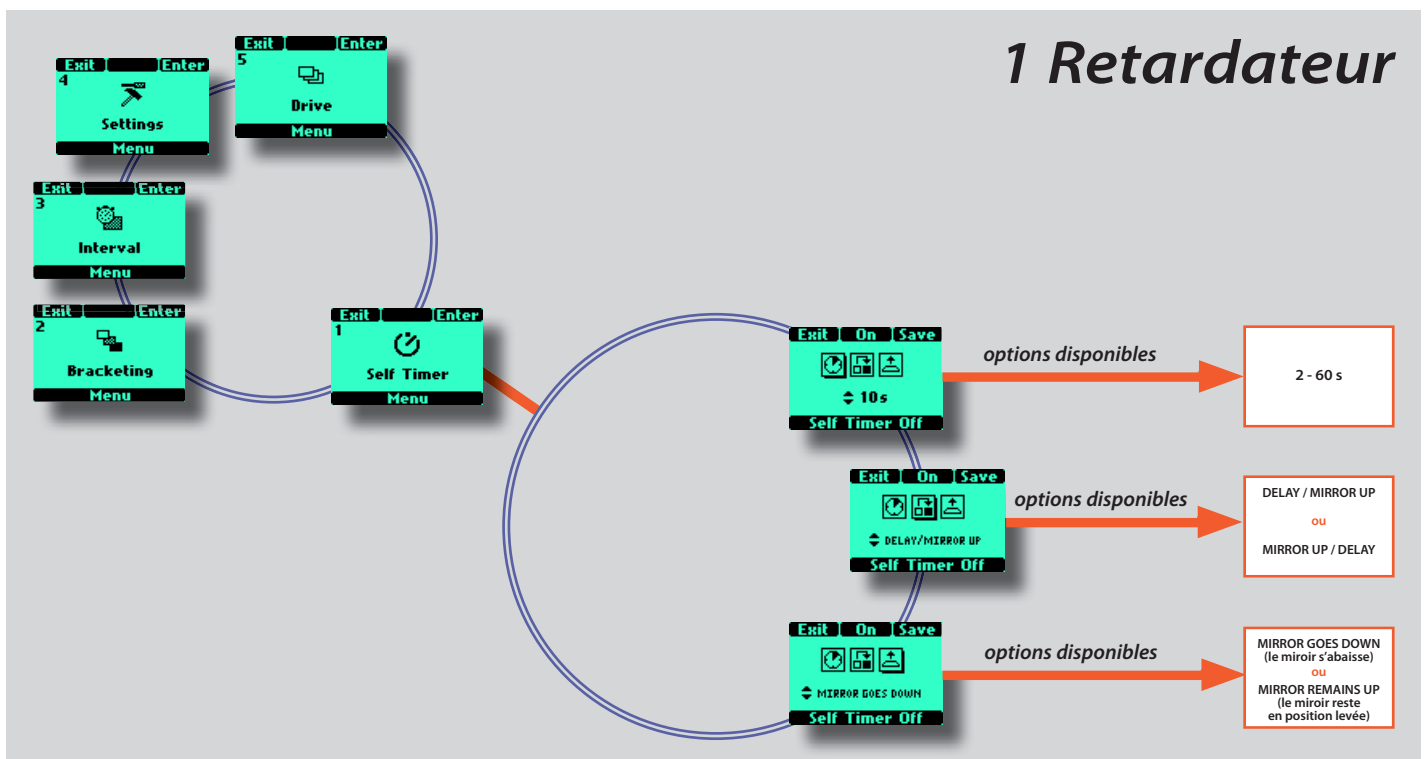 1 Retardateur
Exit Enter
5
Drive
Menu
Exit Enter
4
Settings
Menu
Exit Enter
3
Interval
Menu
Exit Enter
2
Bracketing
Menu
Exit Enter
1
Self Timer
Menu
Exit On Save
10s
Self Timer Off
options disponibles
2 - 60 s
Exit On Save
DELAY/MIRROR UP
Self Timer Off
options disponibles
DELAY / MIRROR UP
ou
MIRROR UP / DELAY
Exit On Save
MIRROR GOES DOWN
Self Timer Off
options disponibles
MIRROR GOES DOWN
(le miroir s’abaisse)
ou
MIRROR REMAINS UP
(le miroir reste
en position levée)